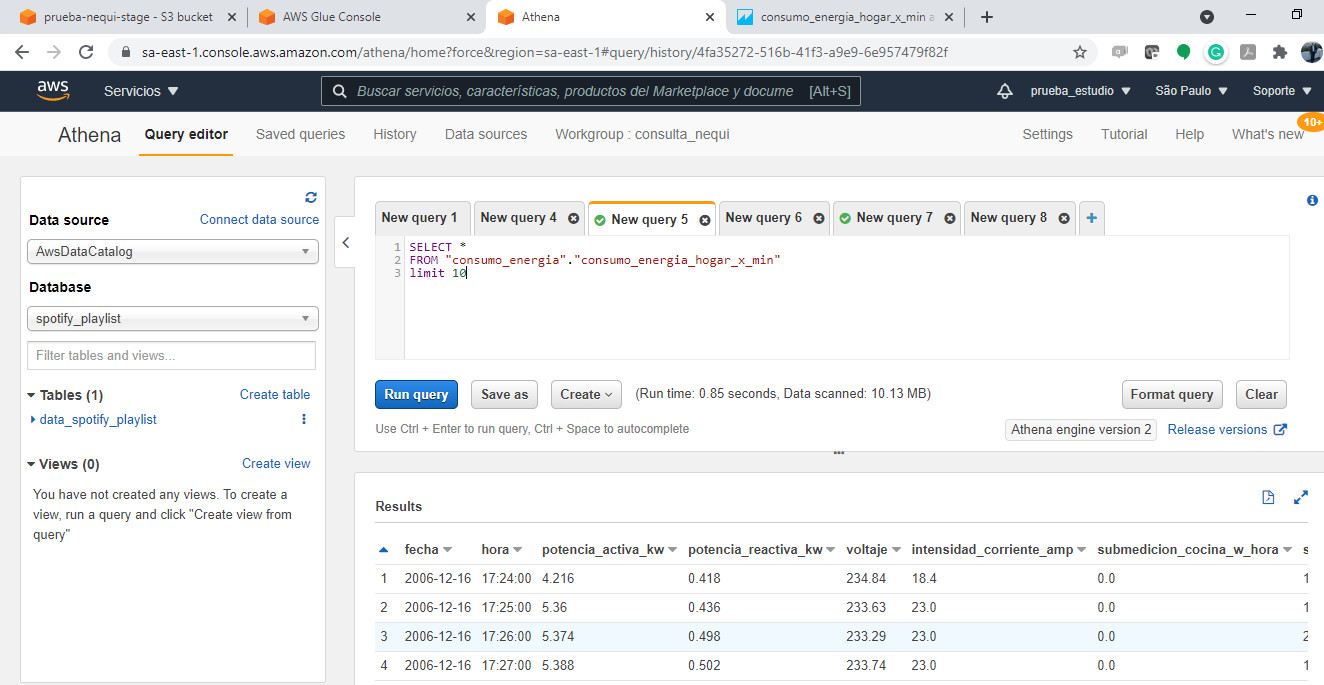 prueba-nequi-stage - S3 bucket
AWS Glue Console
Athena
consumo_energia_hogar_x_min a
sa-east-1.console.aws.amazon.com/athena/home?force&region=sa-east-1#query/history/4fa35272-516b-41f3-a9e9-6e957479f82f
aws Servicios Buscar servicios, características, productos del Marketplace y docume [Alt+S] prueba_estudio São Paulo Soporte
10+
Athena Query editor Saved queries History Data sources Workgroup : consulta_nequi Settings Tutorial Help What's new
Data source Connect data source
AwsDataCatalog
Database
spotify_playlist
Filter tables and views...
Tables (1) Create table
data_spotify_playlist
Views (0) Create view
You have not created any views. To create a
view, run a query and click "Create view from
query"
New query 1 New query 4 New query 5 New query 6 New query 7 New query 8
1 SELECT *
2 FROM "consumo_energia"."consumo_energia_hogar_x_min"
3 limit 10
Run query Save as Create (Run time: 0.85 seconds, Data scanned: 10.13 MB) Format query Clear
Use Ctrl + Enter to run query, Ctrl + Space to autocomplete Athena engine version 2 Release versions
Results
fecha hora potencia_activa_kw potencia_reactiva_kw voltaje intensidad_corriente_amp submedicion_cocina_w_hora s
1 2006-12-16 17:24:00 4.216 0.418 234.84 18.4 0.0 1
2 2006-12-16 17:25:00 5.36 0.436 233.63 23.0 0.0 1
3 2006-12-16 17:26:00 5.374 0.498 233.29 23.0 0.0 2
4 2006-12-16 17:27:00 5.388 0.502 233.74 23.0 0.0 1